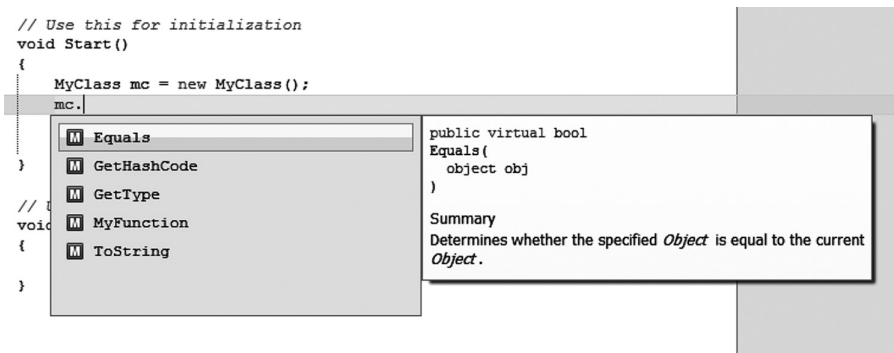 // Use this for initialization
void Start()
{
MyClass mc = new MyClass();
mc.
Equals
GetHashCode
GetType
MyFunction
ToString
public virtual bool
Equals(
object obj
)
Summary
Determines whether the specified Object is equal to the current
Object.
}
//
void
{
}